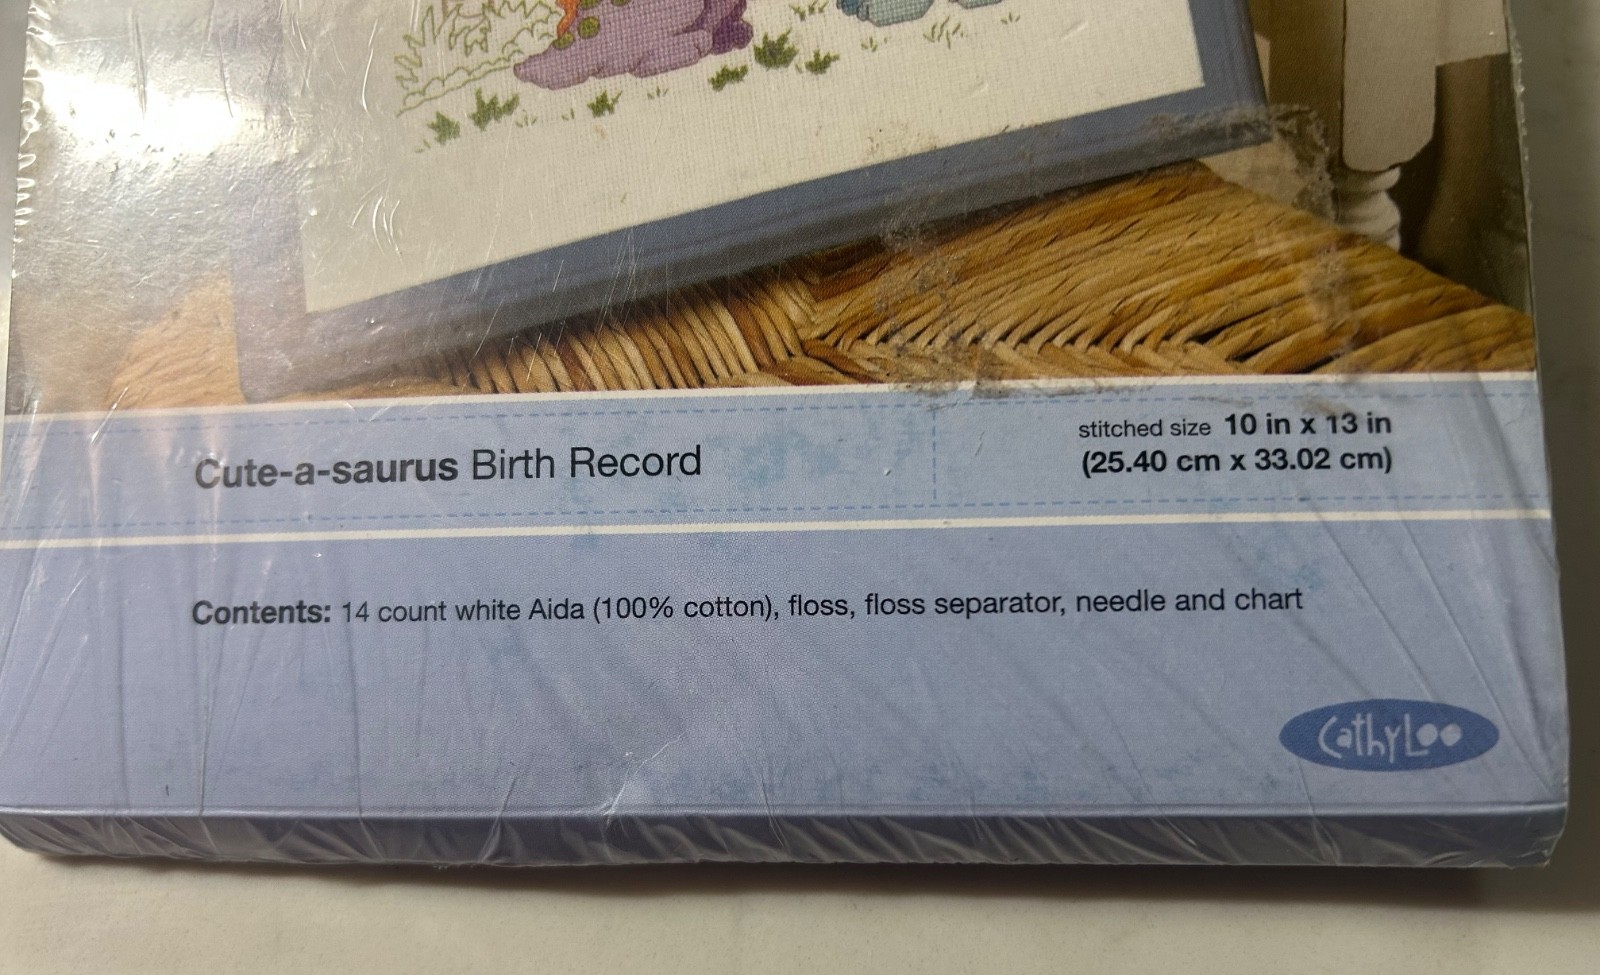 Cute-a-saurus Birth Record
stitched size 10 in x 13 in
(25.40 cm x 33.02 cm)
Contents: 14 count white Aida (100% cotton), floss, floss separator, needle and chart
CathyLoo